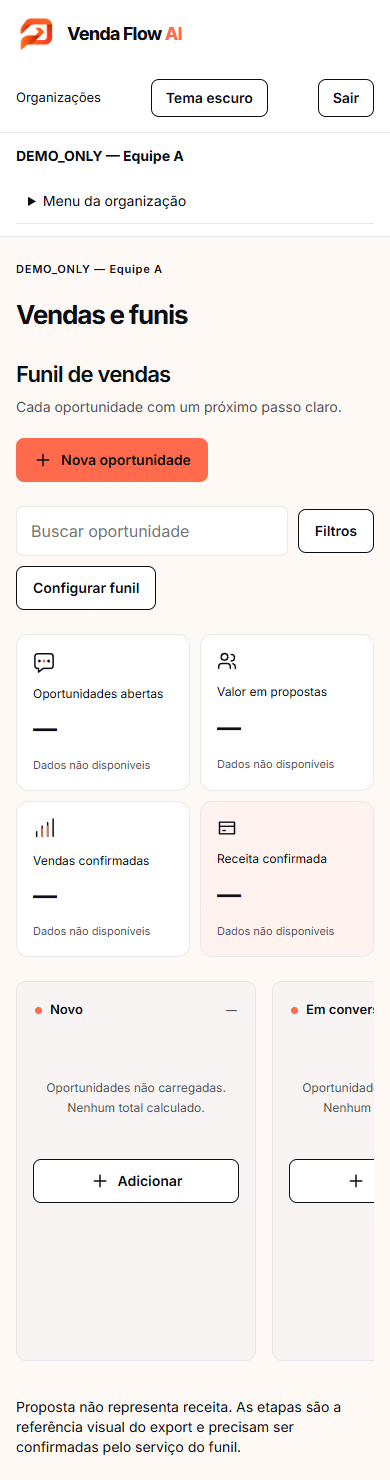 Venda Flow AI
Organizações
Tema escuro
Sair
DEMO_ONLY — Equipe A
Menu da organização
DEMO_ONLY — Equipe A
Vendas e funis
Funil de vendas
Cada oportunidade com um próximo passo claro.
Nova oportunidade
Buscar oportunidade
Filtros
Configurar funil
Oportunidades abertas
—
Dados não disponíveis
Valor em propostas
—
Dados não disponíveis
Vendas confirmadas
—
Dados não disponíveis
Receita confirmada
—
Dados não disponíveis
Novo
—
Oportunidades não carregadas.
Nenhum total calculado.
Adicionar
Em
Nenhum
Proposta não representa receita. As etapas são a
referência visual do export e precisam ser
confirmadas pelo serviço do funil.